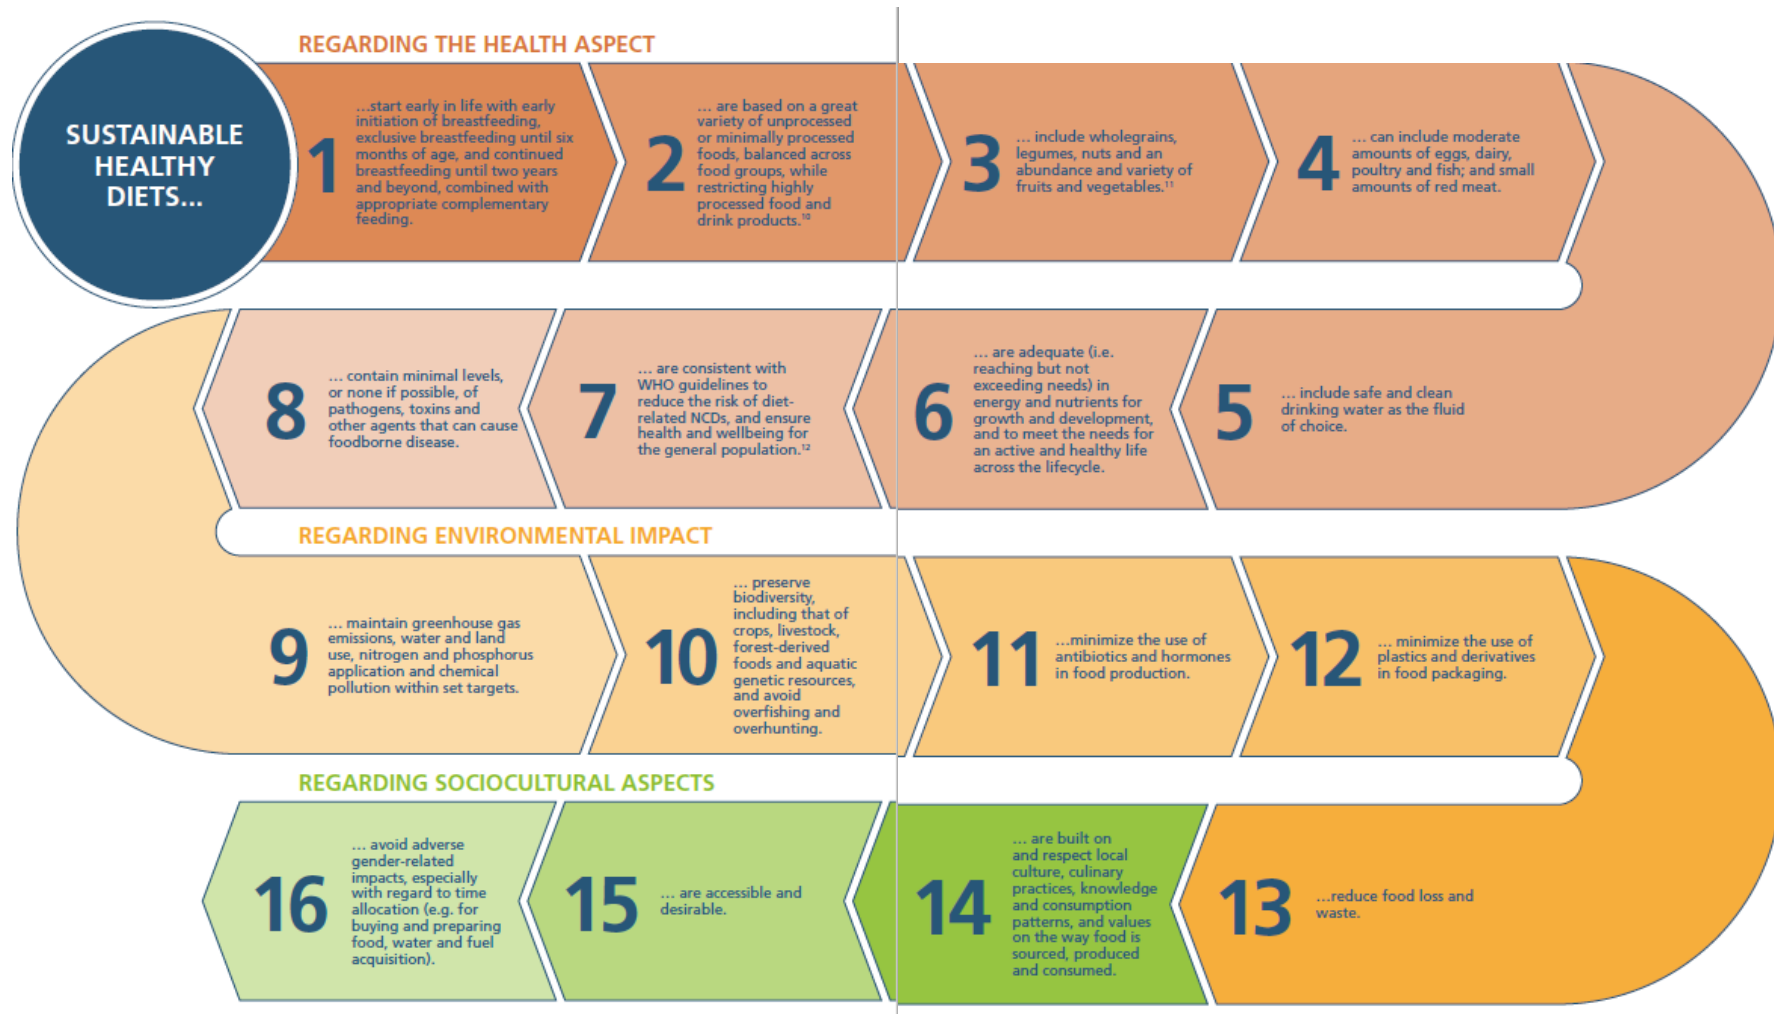 SUSTAINABLE
HEALTHY
DIETS...
REGARDING THE HEALTH ASPECT
1
...start early in life with early
initiation of breastfeeding,
exclusive breastfeeding until six
months of age, and continued
breastfeeding until two years
and beyond, combined with
appropriate complementary
feeding.
2
... are based on a great
variety of unprocessed
or minimally processed
foods, balanced across
food groups, while
restricting highly
processed food and
drink products.¹⁰
3
... include wholegrains,
legumes, nuts and an
abundance and variety of
fruits and vegetables.¹¹
4
... can include moderate
amounts of eggs, dairy,
poultry and fish; and small
amounts of red meat.
5
... include safe and clean
drinking water as the fluid
of choice.
6
... are adequate (i.e.
reaching but not
exceeding needs) in
energy and nutrients for
growth and development,
and to meet the needs for
an active and healthy life
across the lifecycle.
7
... are consistent with
WHO guidelines to
reduce the risk of diet-
related NCDs, and ensure
health and wellbeing for
the general population.¹²
8
... contain minimal levels,
or none if possible, of
pathogens, toxins and
other agents that can cause
foodborne disease.
REGARDING ENVIRONMENTAL IMPACT
9
... maintain greenhouse gas
emissions, water and land
use, nitrogen and phosphorus
application and chemical
pollution within set targets.
10
... preserve
biodiversity,
including that of
crops, livestock,
forest-derived
foods and aquatic
genetic resources,
and avoid
overfishing and
overhunting.
11
...minimize the use of
antibiotics and hormones
in food production.
12
... minimize the use of
plastics and derivatives
in food packaging.
13
...reduce food loss and
waste.
REGARDING SOCIOCULTURAL ASPECTS
14
... are built on
and respect local
culture, culinary
practices, knowledge
and consumption
patterns, and values
on the way food is
sourced, produced
and consumed.
15
... are accessible and
desirable.
16
... avoid adverse
gender-related
impacts, especially
with regard to time
allocation (e.g. for
buying and preparing
food, water and fuel
acquisition).